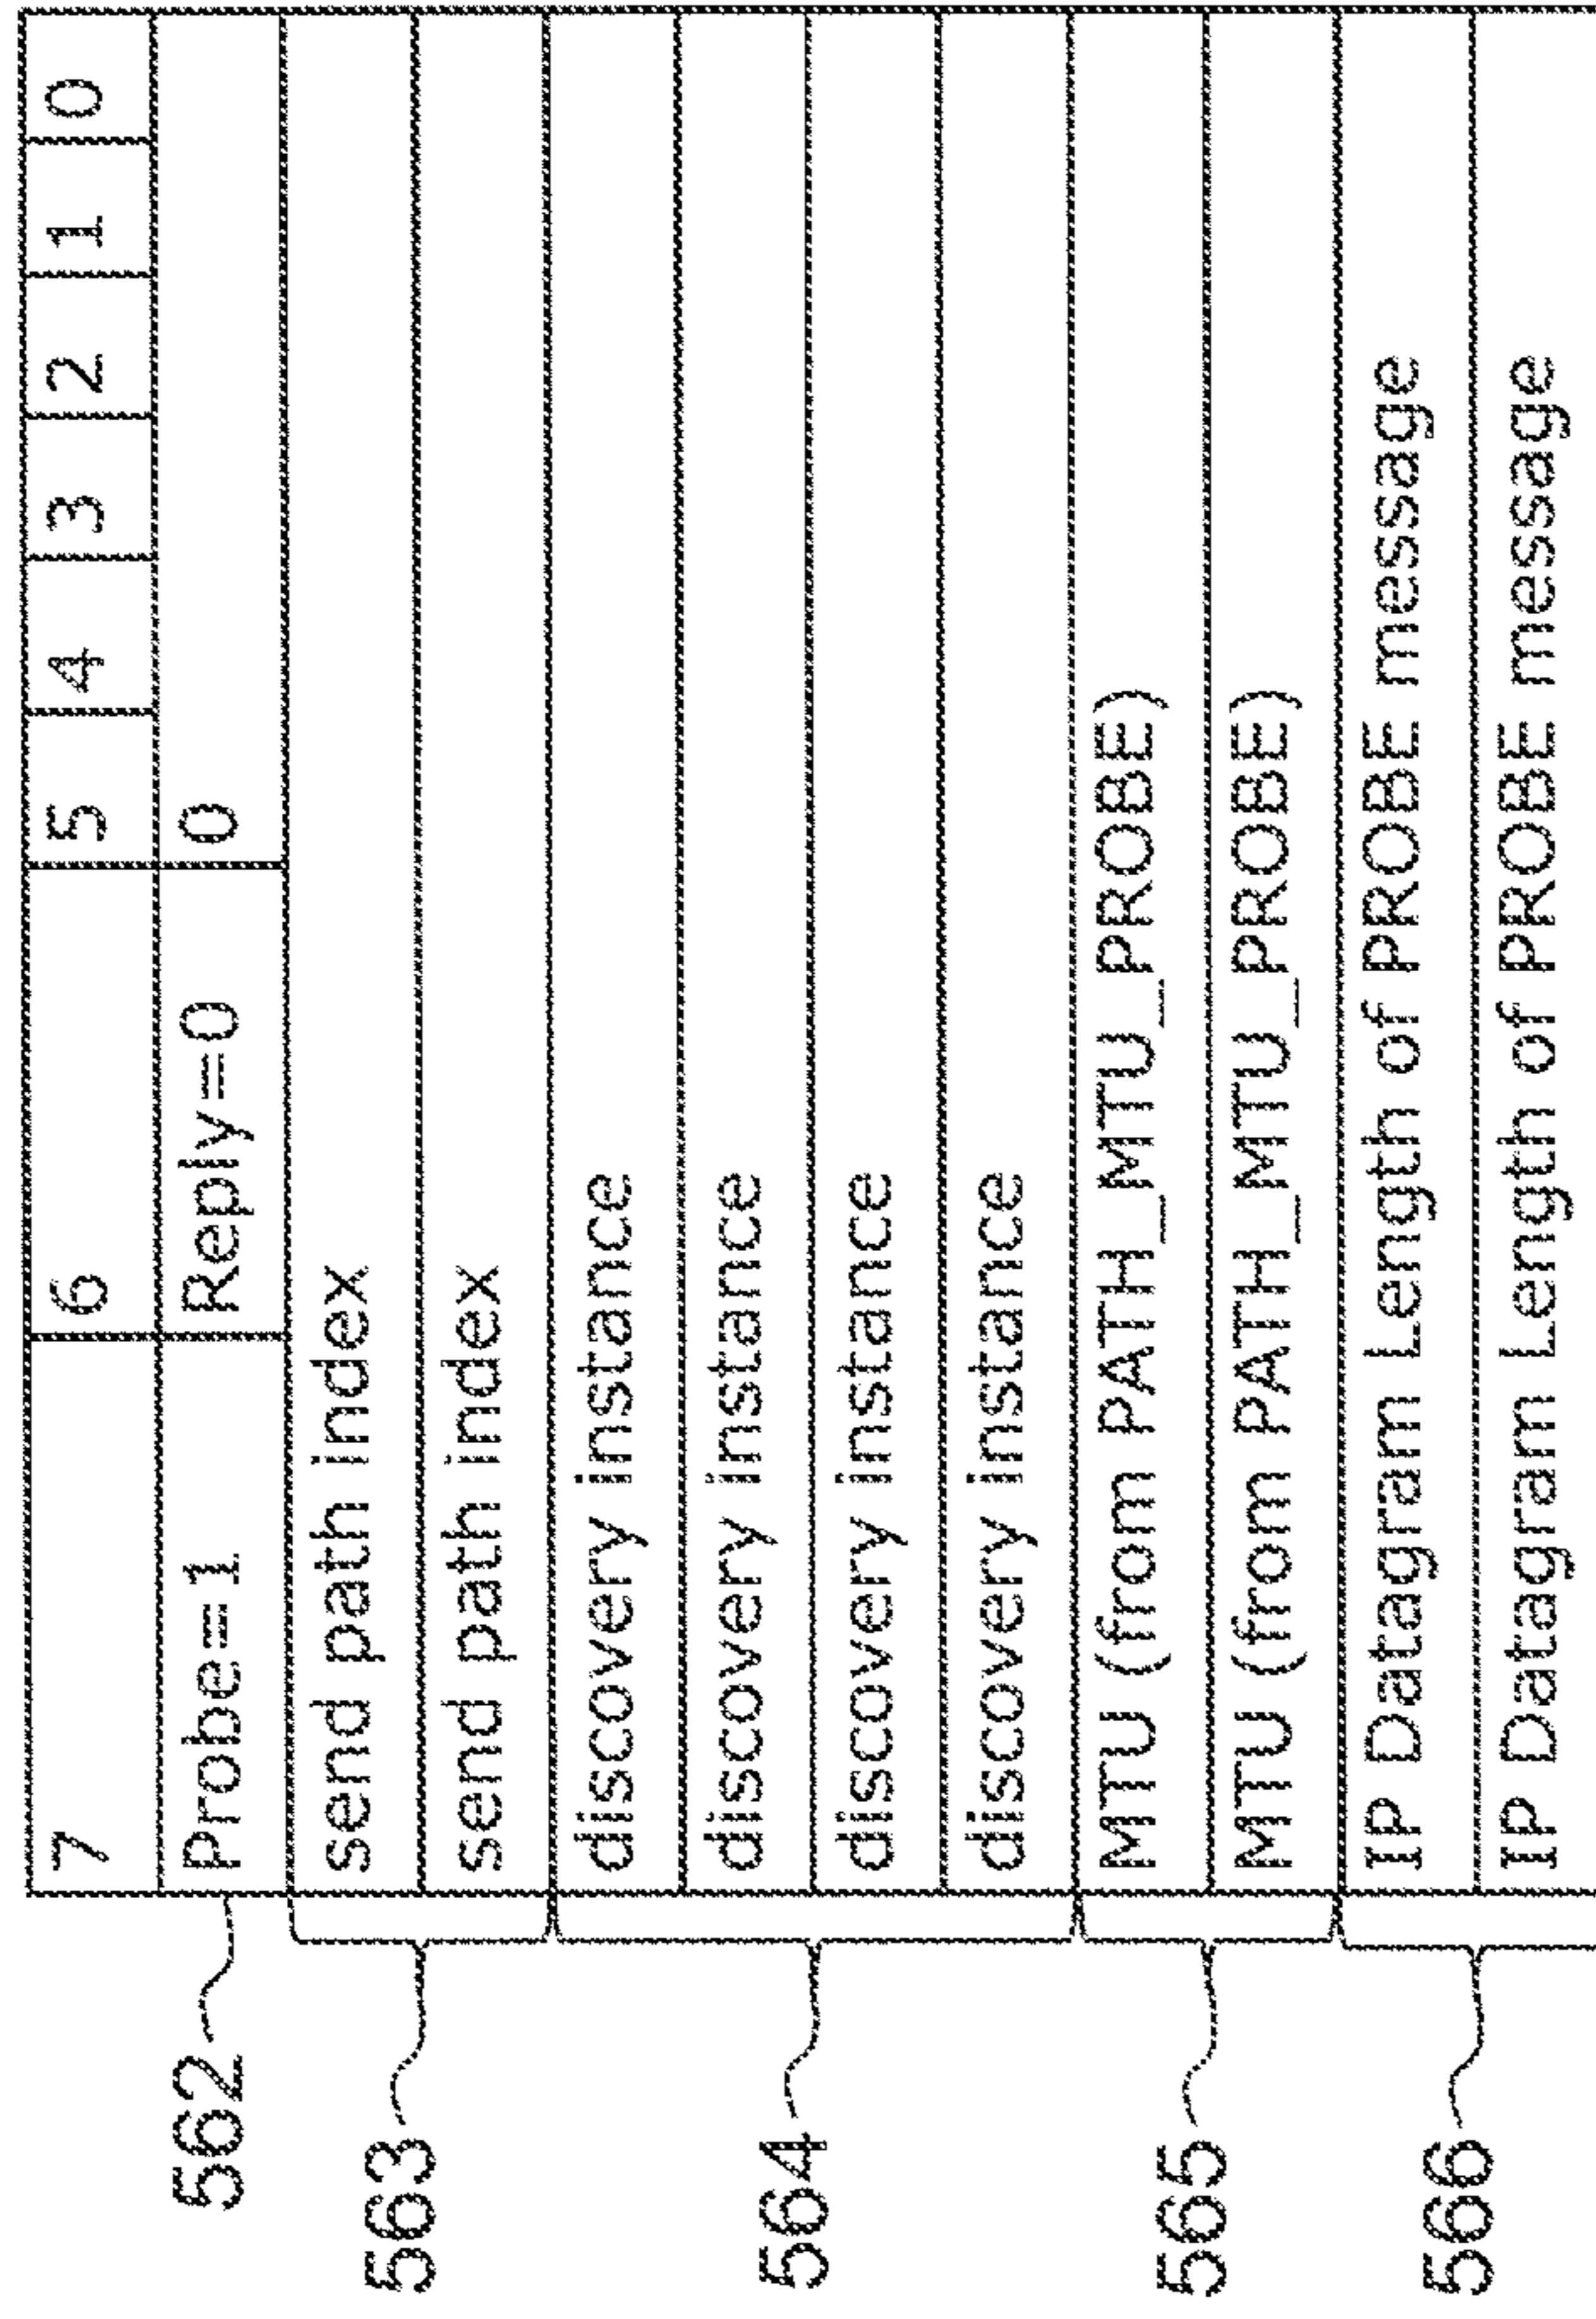 7 6 5 4 3 2 1 0
562 Probe=1 Reply=0 0
563 send path index
send path index
564 discovery instance
discovery instance
discovery instance
discovery instance
565 MTU (from PATH_MTU_PROBE)
MTU (from PATH_MTU_PROBE)
566 IP Datagram Length of PROBE message
IP Datagram Length of PROBE message